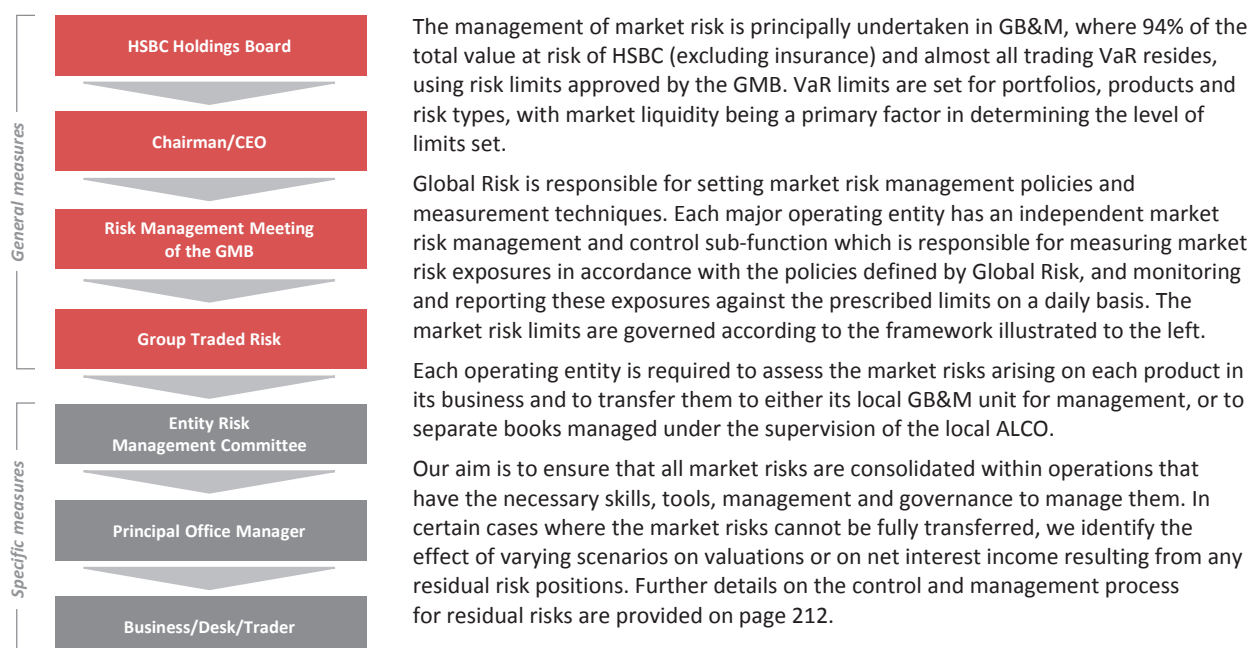 General measures
HSBC Holdings Board
Chairman/CEO
Risk Management Meeting
of the GMB
Group Traded Risk
Specific measures
Entity Risk
Management Committee
Principal Office Manager
Business/Desk/Trader
The management of market risk is principally undertaken in GB&M, where 94% of the
total value at risk of HSBC (excluding insurance) and almost all trading VaR resides,
using risk limits approved by the GMB. VaR limits are set for portfolios, products and
risk types, with market liquidity being a primary factor in determining the level of
limits set.
Global Risk is responsible for setting market risk management policies and
measurement techniques. Each major operating entity has an independent market
risk management and control sub-function which is responsible for measuring market
risk exposures in accordance with the policies defined by Global Risk, and monitoring
and reporting these exposures against the prescribed limits on a daily basis. The
market risk limits are governed according to the framework illustrated to the left.
Each operating entity is required to assess the market risks arising on each product in
its business and to transfer them to either its local GB&M unit for management, or to
separate books managed under the supervision of the local ALCO.
Our aim is to ensure that all market risks are consolidated within operations that
have the necessary skills, tools, management and governance to manage them. In
certain cases where the market risks cannot be fully transferred, we identify the
effect of varying scenarios on valuations or on net interest income resulting from any
residual risk positions. Further details on the control and management process
for residual risks are provided on page 212.